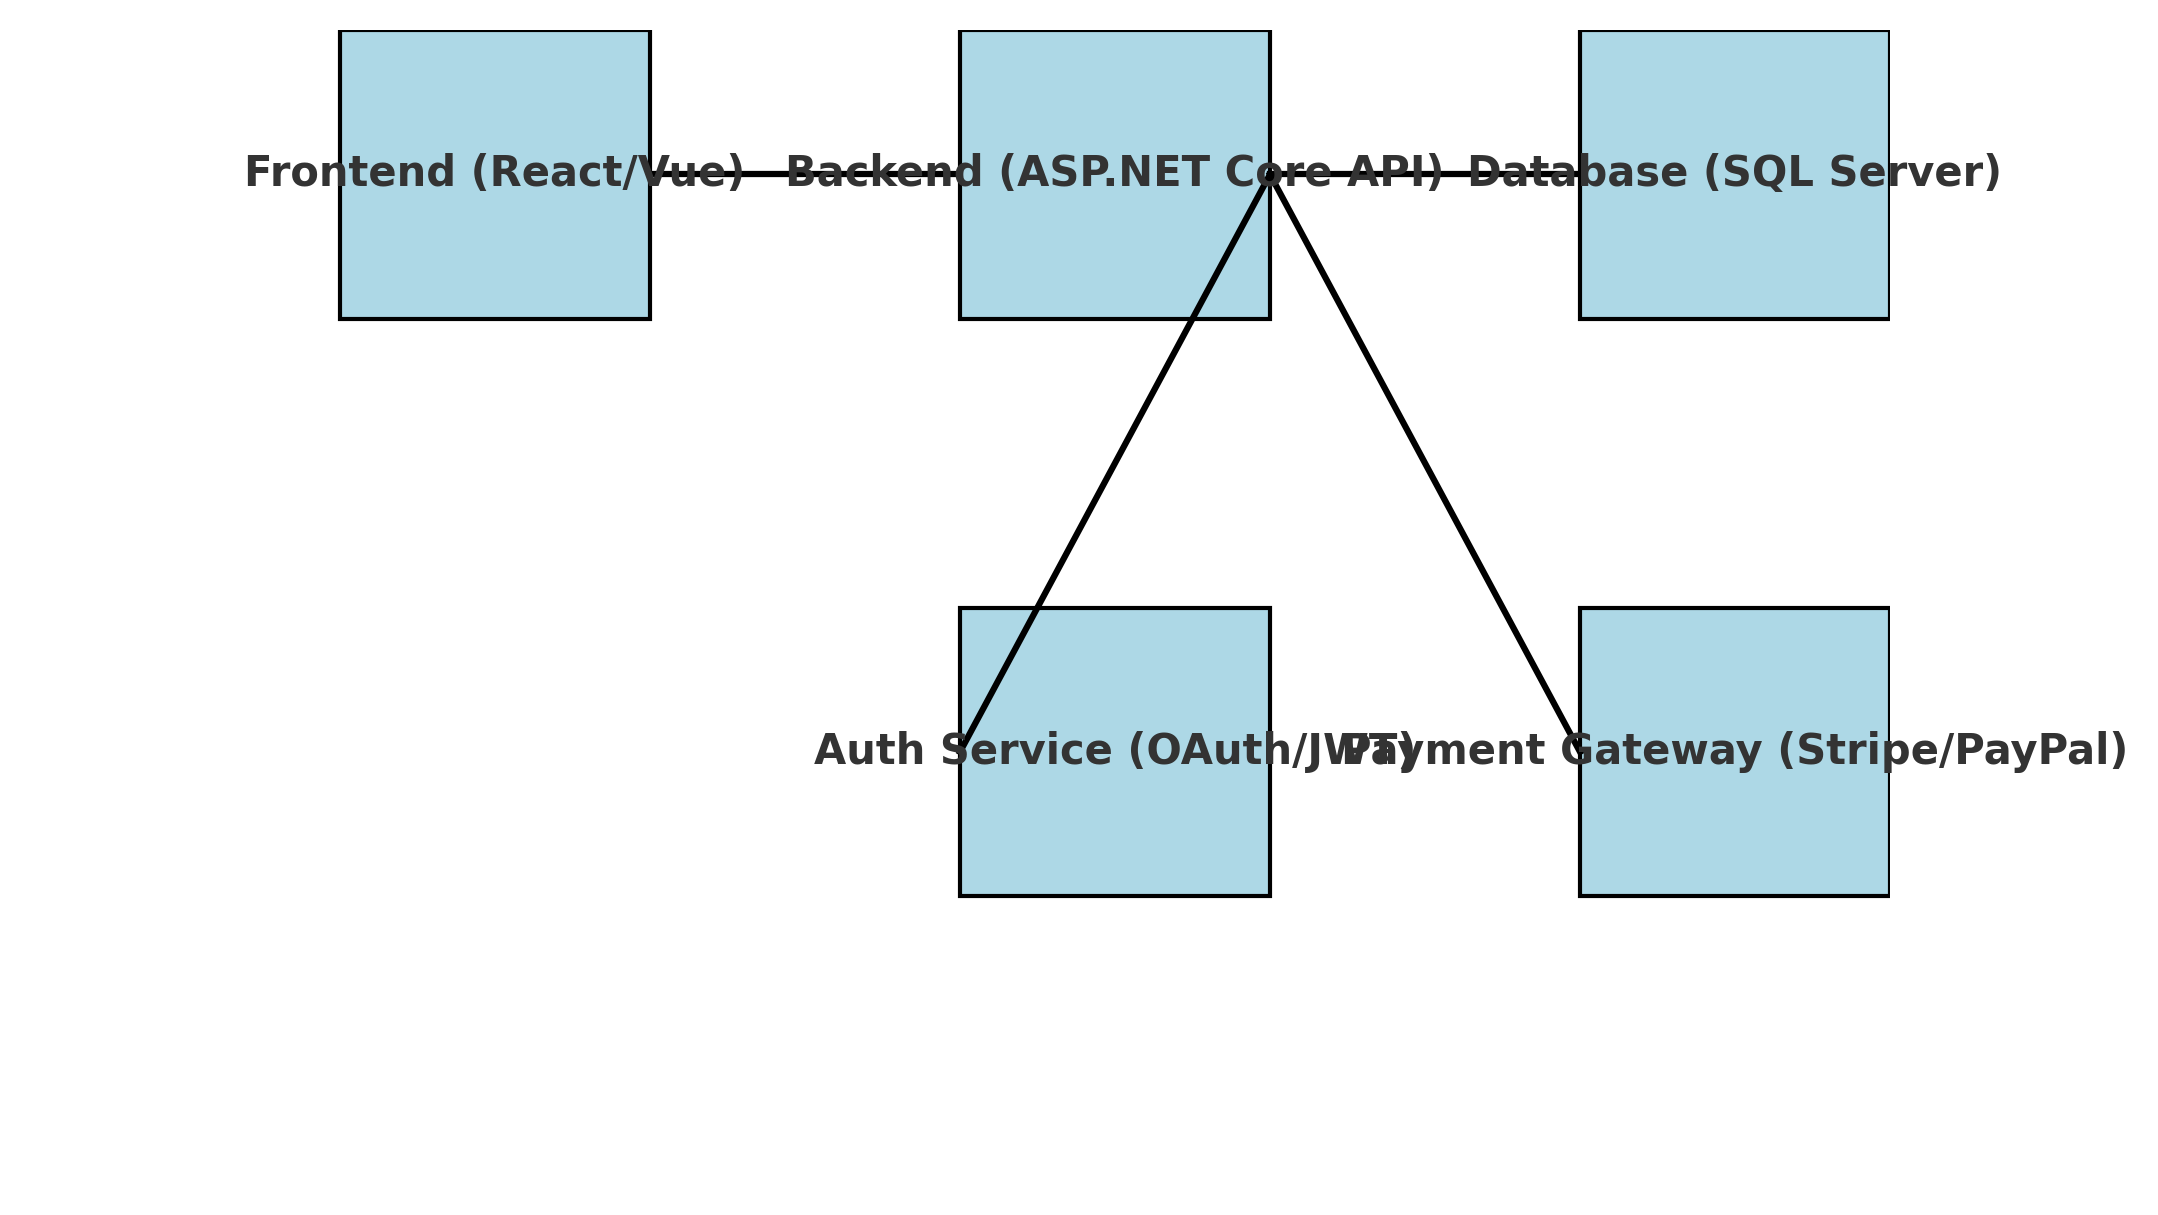 Frontend (React/Vue)
Backend (ASP.NET Core API)
Database (SQL Server)
Auth Service (OAuth/JWT)
Payment Gateway (Stripe/PayPal)